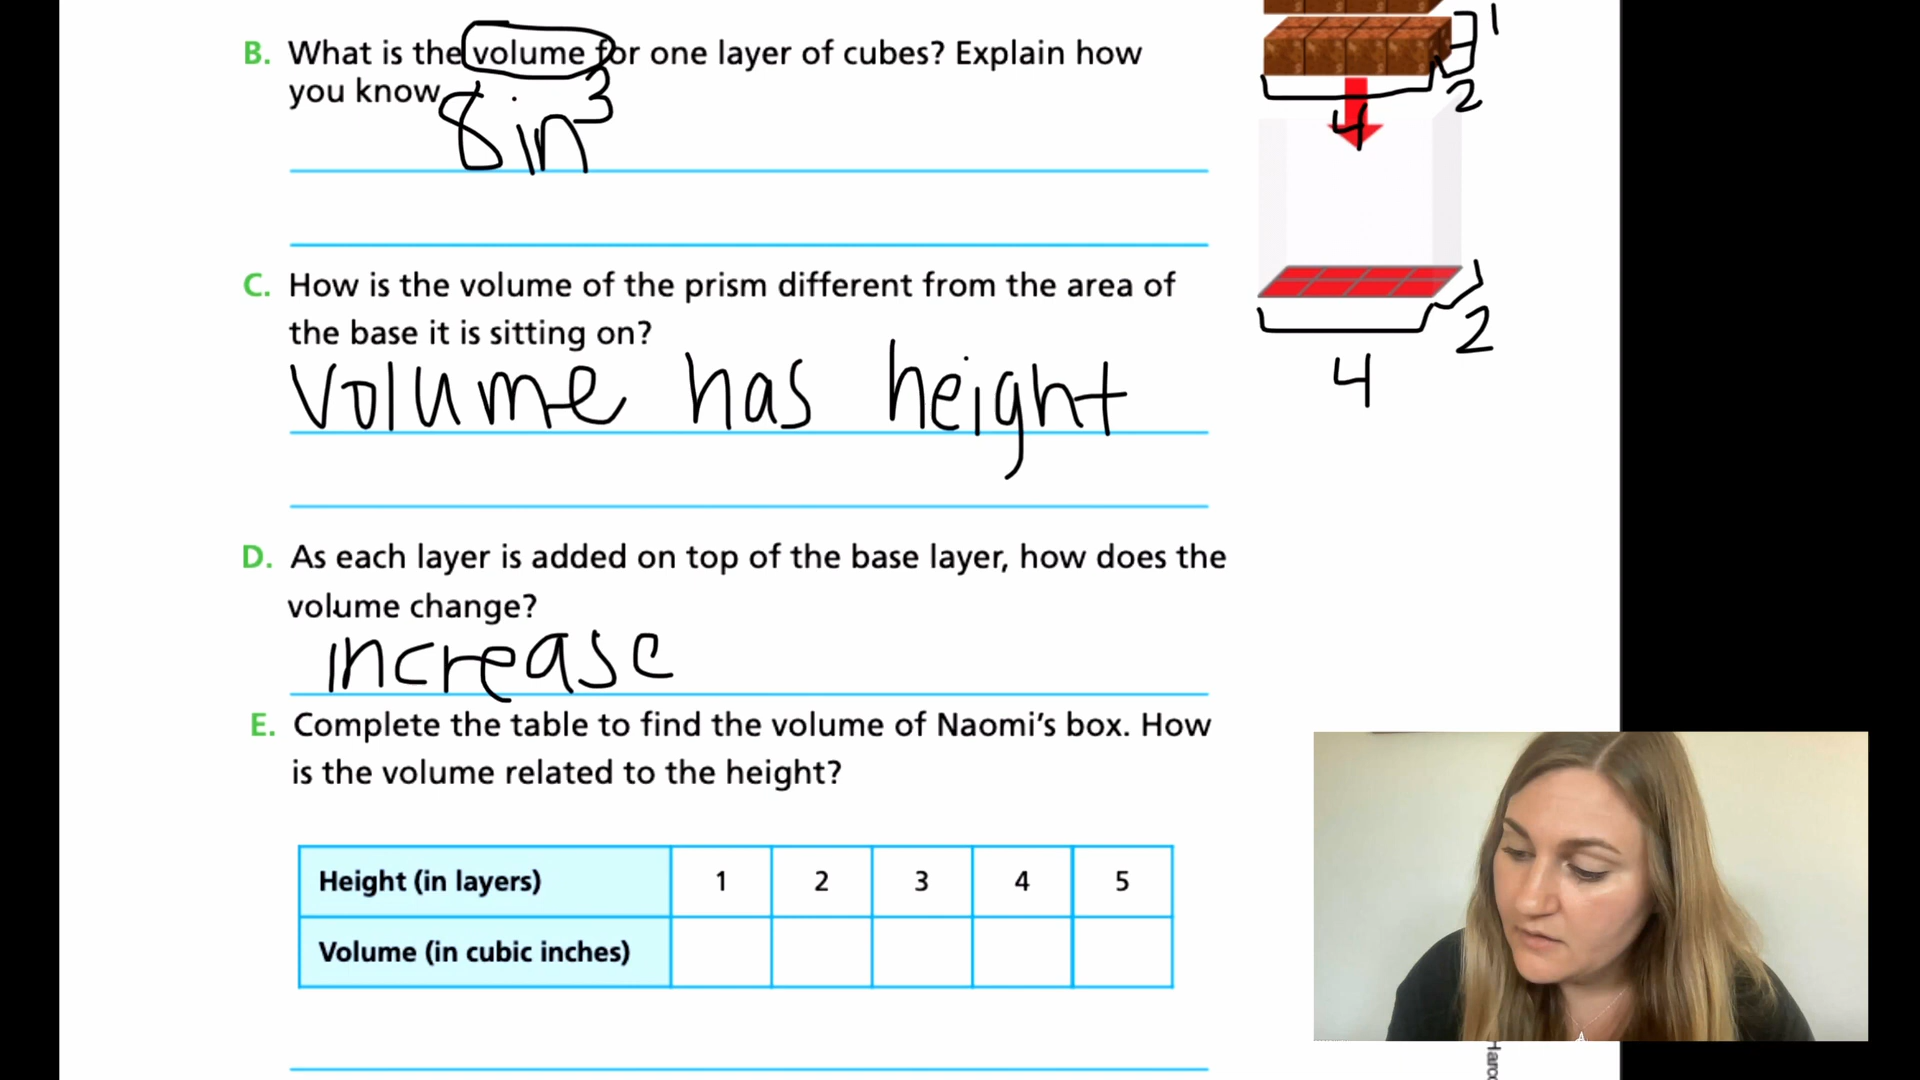 B. What is the volume for one layer of cubes? Explain how
you know.
8 in³
1
2
4
C. How is the volume of the prism different from the area of
the base it is sitting on?
volume has height
2
4
D. As each layer is added on top of the base layer, how does the
volume change?
increase
E. Complete the table to find the volume of Naomi's box. How
is the volume related to the height?
Height (in layers) 1 2 3 4 5
Volume (in cubic inches)